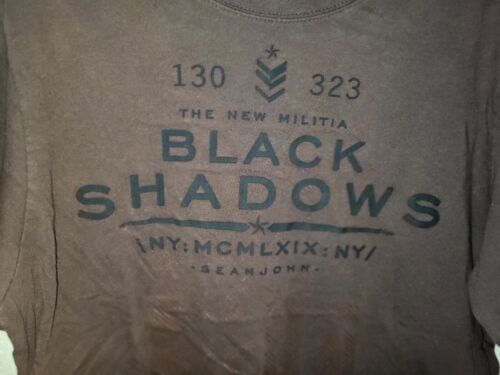 130 323
THE NEW MILITIA
BLACK
SHADOWS
\NY:MCMLXIX:NY/
·SEANJOHN·